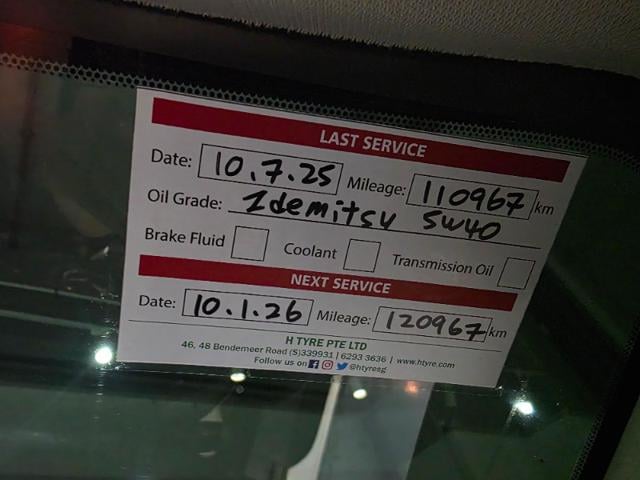 LAST SERVICE
Date: 10.7.25 Mileage: 110967 km
Oil Grade: Idemitsu 5W40
Brake Fluid Coolant Transmission Oil
NEXT SERVICE
Date: 10.1.26 Mileage: 120967 km
H TYRE PTE LTD
46, 48 Bendemeer Road (S)339931 | 6293 3636 | www.htyre.com
Follow us on @htyresg